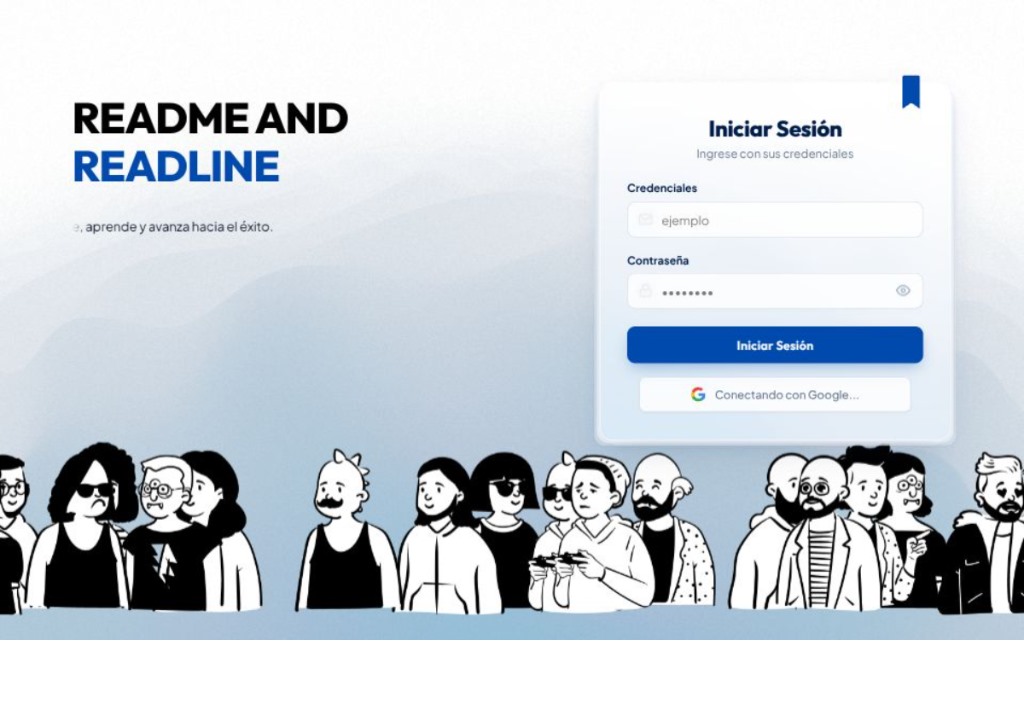 README AND
READLINE
e, aprende y avanza hacia el éxito.
Iniciar Sesión
Ingrese con sus credenciales
Credenciales
ejemplo
Contraseña
••••••••
Iniciar Sesión
Conectando con Google...